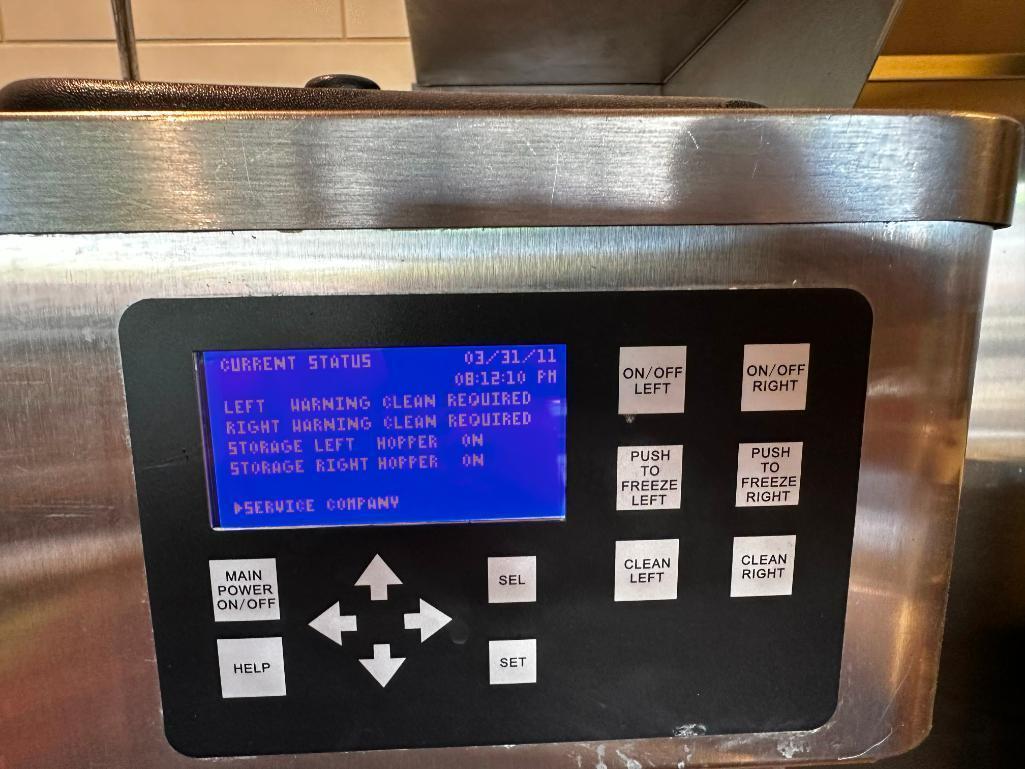 CURRENT STATUS 03/31/11
08:12:10 PM
LEFT WARNING CLEAN REQUIRED
RIGHT WARNING CLEAN REQUIRED
STORAGE LEFT HOPPER ON
STORAGE RIGHT HOPPER ON
▶SERVICE COMPANY
ON/OFF
LEFT
ON/OFF
RIGHT
PUSH
TO
FREEZE
LEFT
PUSH
TO
FREEZE
RIGHT
MAIN
POWER
ON/OFF
SEL
CLEAN
LEFT
CLEAN
RIGHT
HELP
SET